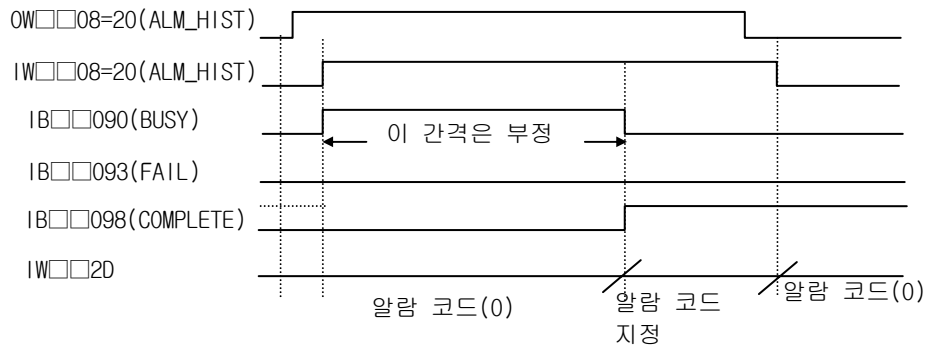 OW□□08=20(ALM_HIST)
IW□□08=20(ALM_HIST)
IB□□090(BUSY)
이 간격은 부정
IB□□093(FAIL)
IB□□098(COMPLETE)
IW□□2D
알람 코드(0)
알람 코드
지정
알람 코드(0)